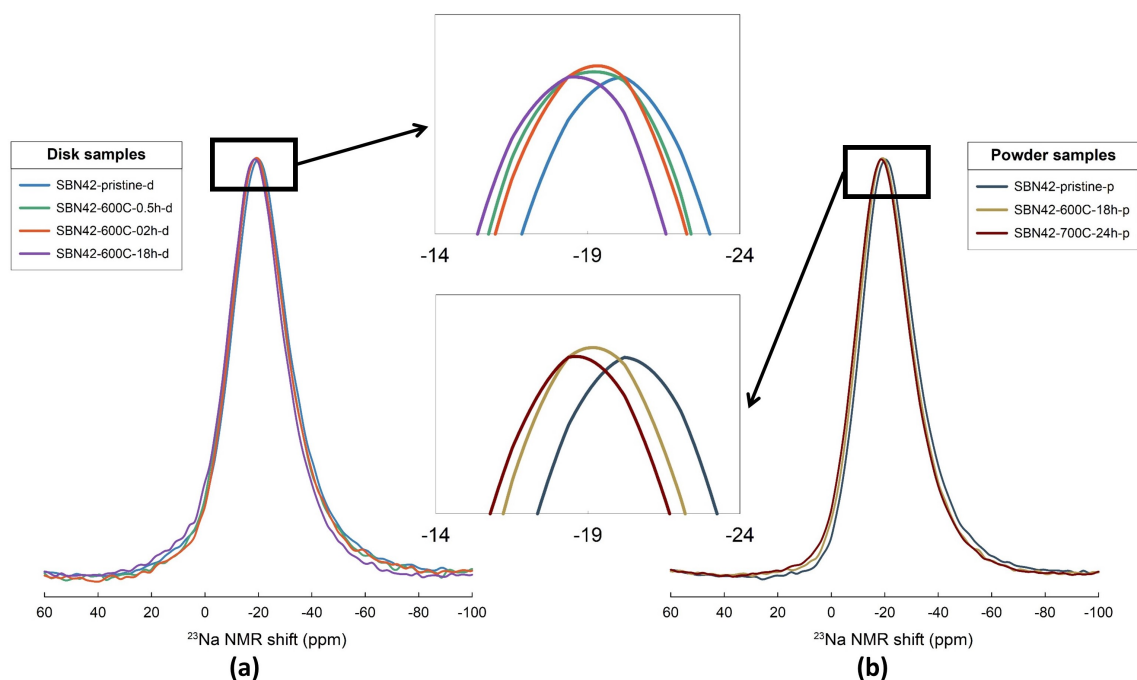 Disk samples
SBN42-pristine-d
SBN42-600C-0.5h-d
SBN42-600C-02h-d
SBN42-600C-18h-d
-14 -19 -24
Powder samples
SBN42-pristine-p
SBN42-600C-18h-p
SBN42-700C-24h-p
-14 -19 -24
60 40 20 0 -20 -40 -60 -80 -100
²³Na NMR shift (ppm)
(a)
60 40 20 0 -20 -40 -60 -80 -100
²³Na NMR shift (ppm)
(b)